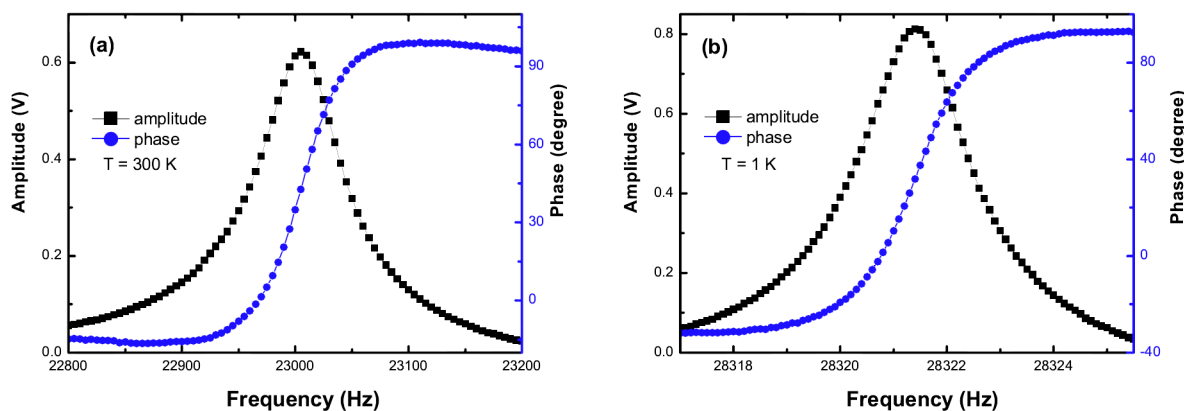 (a)
amplitude
phase
T = 300 K
Amplitude (V)
0.0
0.2
0.4
0.6
Phase (degree)
0
30
60
90
22800
22900
23000
23100
23200
Frequency (Hz)
(b)
amplitude
phase
T = 1 K
Amplitude (V)
0.0
0.2
0.4
0.6
0.8
Phase (degree)
-40
0
40
80
28318
28320
28322
28324
Frequency (Hz)